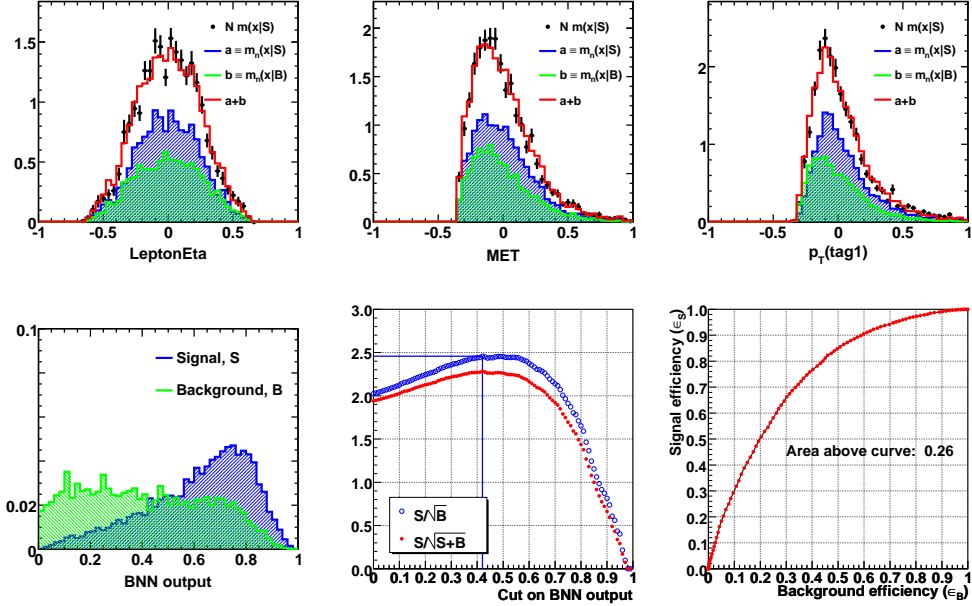 N m(x|S)
a ≡ m_n(x|S)
b ≡ m_n(x|B)
a+b
1.5
1
0.5
0
-1 -0.5 0 0.5 1
LeptonEta
N m(x|S)
a ≡ m_n(x|S)
b ≡ m_n(x|B)
a+b
2
1.5
1
0.5
0
-1 -0.5 0 0.5 1
MET
N m(x|S)
a ≡ m_n(x|S)
b ≡ m_n(x|B)
a+b
2
1
0
-1 -0.5 0 0.5 1
p_T(tag1)
0.1
Signal, S
Background, B
0.02
0
0 0.2 0.4 0.6 0.8 1
BNN output
3.0
2.5
2.0
1.5
1.0
0.5
0.0
S/√B
S/√S+B
0 0.1 0.2 0.3 0.4 0.5 0.6 0.7 0.8 0.9 1
Cut on BNN output
Signal efficiency (ϵ_S)
1.0
0.9
0.8
0.7
0.6
0.5
0.4
0.3
0.2
0.1
0.0
Area above curve: 0.26
0 0.1 0.2 0.3 0.4 0.5 0.6 0.7 0.8 0.9 1
Background efficiency (ϵ_B)